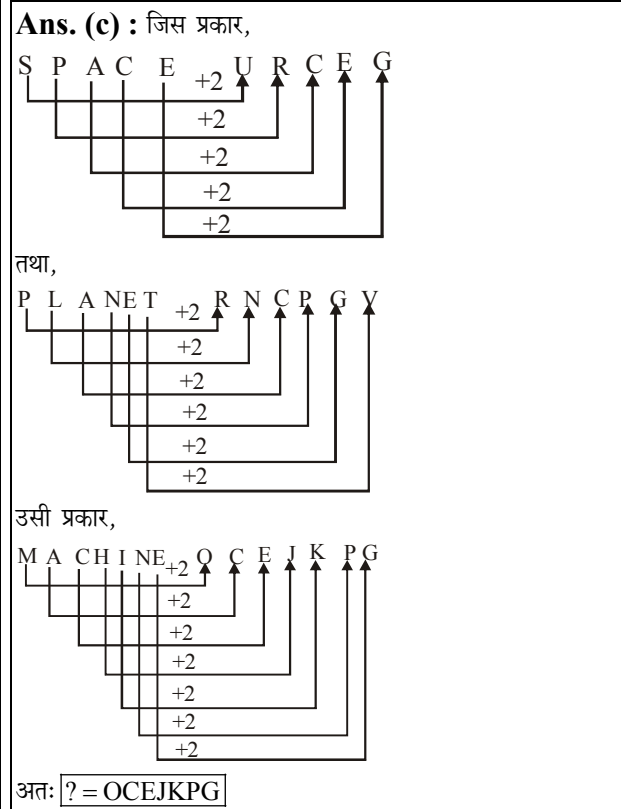 Ans. (c) : जिस प्रकार,
S P A C E +2 U R C E G
+2
+2
+2
+2
तथा,
P L A N E T +2 R N C P G V
+2
+2
+2
+2
+2
उसी प्रकार,
M A C H I N E +2 O C E J K P G
+2
+2
+2
+2
+2
+2
अतः ? = OCEJKPG